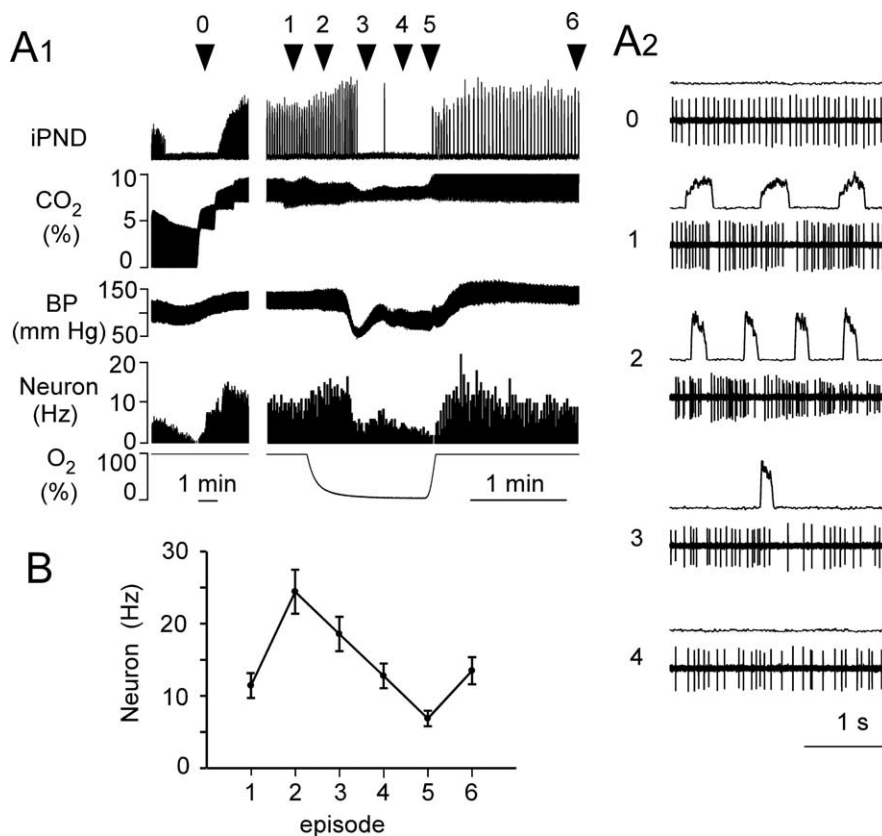 A1
0 1 2 3 4 5 6
iPND
CO2
(%)
10
5
0
BP
(mm Hg)
150
50
Neuron
(Hz)
20
10
0
O2
(%)
100
0
1 min
1 min
A2
0
1
2
3
4
1 s
B
Neuron (Hz)
30
20
10
0
1 2 3 4 5 6
episode